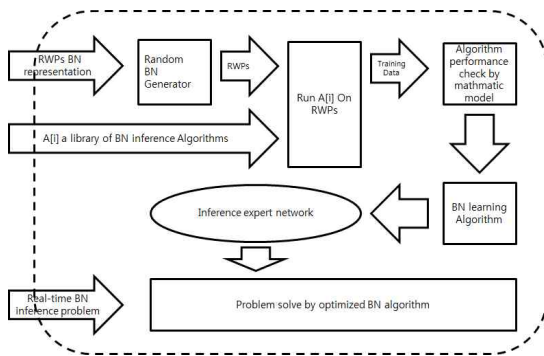 RWPs BN
representation
Random
BN
Generator
RWPs
Run A[i] On
RWPs
Training
Data
Algorithm
performance
check by
mathmatic
model
A[i] a library of BN inference Algorithms
Inference expert network
BN learning
Algorithm
Real-time BN
inference problem
Problem solve by optimized BN algorithm